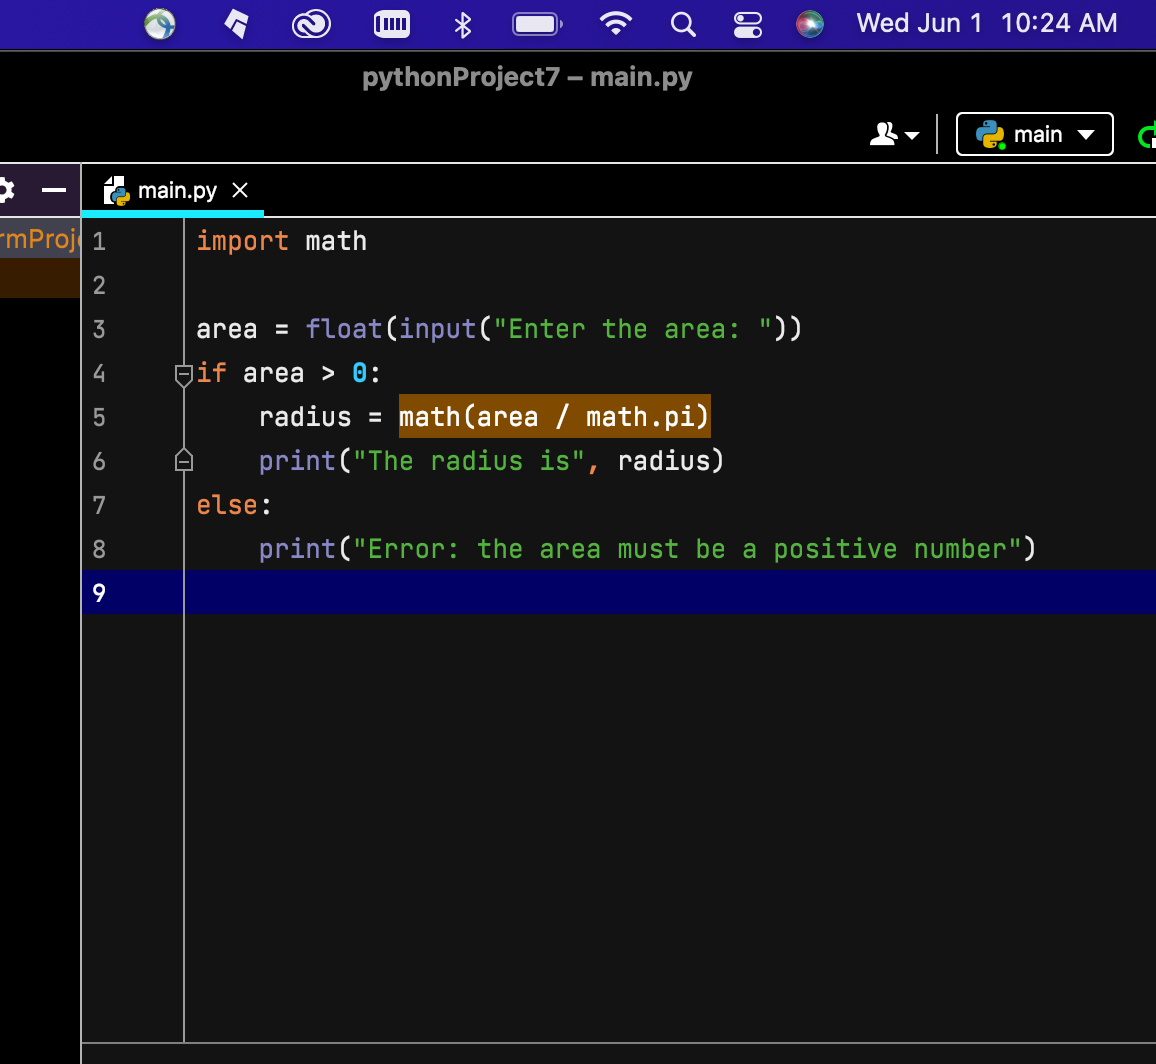 Wed Jun 1 10:24 AM
pythonProject7 – main.py
main
main.py
rmProj
1 import math
2
3 area = float(input("Enter the area: "))
4 if area > 0:
5     radius = math(area / math.pi)
6     print("The radius is", radius)
7 else:
8     print("Error: the area must be a positive number")
9